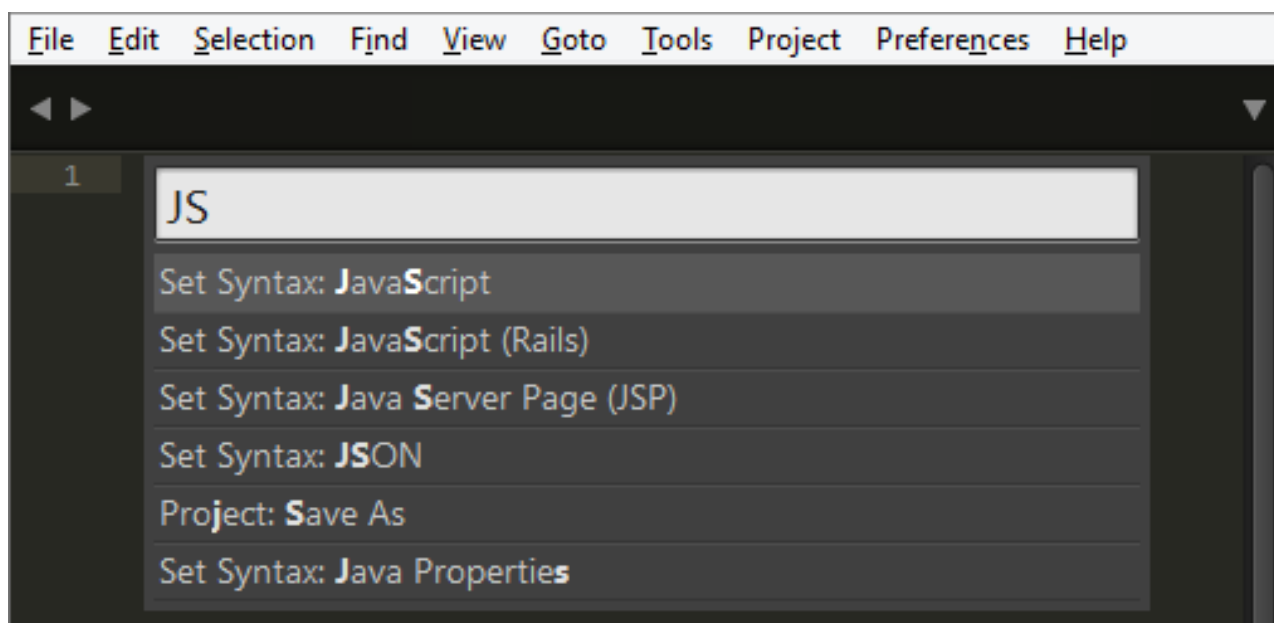 File Edit Selection Find View Goto Tools Project Preferences Help
1
JS
Set Syntax: JavaScript
Set Syntax: JavaScript (Rails)
Set Syntax: Java Server Page (JSP)
Set Syntax: JSON
Project: Save As
Set Syntax: Java Properties